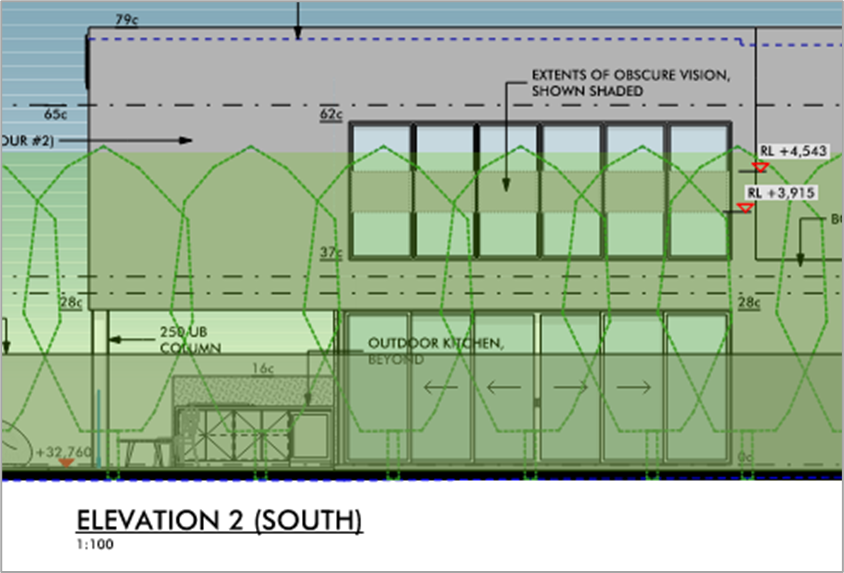 79c
EXTENTS OF OBSCURE VISION,
SHOWN SHADED
65c
62c
OUR #2)
RL +4,543
RL +3,915
37c
28c
28c
250 UB
COLUMN
OUTDOOR KITCHEN,
BEYOND
16c
+32,760
0c
ELEVATION 2 (SOUTH)
1:100